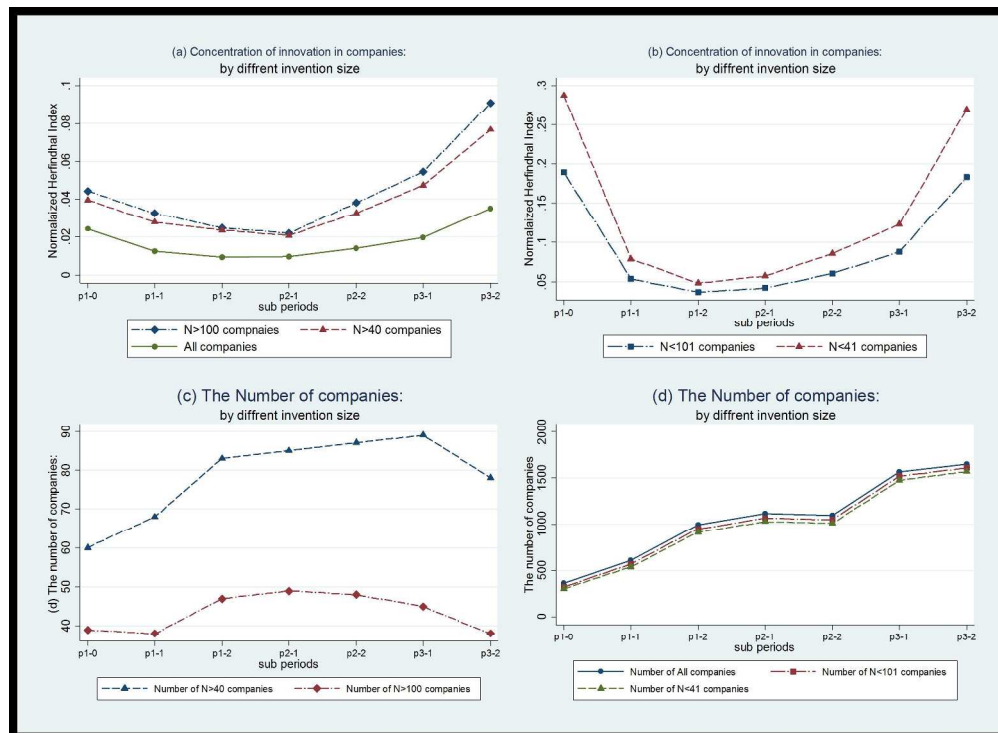 (a) Concentration of innovation in companies:
by diffrent invention size
Normalaized Herfindhal Index
.1
.08
.06
.04
.02
0
p1-0 p1-1 p1-2 p2-1 p2-2 p3-1 p3-2
sub periods
N>100 compnaies N>40 companies
All companies
(b) Concentration of innovation in companies:
by diffrent invention size
Normalaized Herfindhal Index
.3
.25
.2
.15
.1
.05
p1-0 p1-1 p1-2 p2-1 p2-2 p3-1 p3-2
sub periods
N<101 companies N<41 companies
(c) The Number of companies:
by diffrent invention size
(d) The number of companies:
90
80
70
60
50
40
p1-0 p1-1 p1-2 p2-1 p2-2 p3-1 p3-2
sub periods
Number of N>40 companies Number of N>100 companies
(d) The Number of companies:
by diffrent invention size
The number of companies
2000
1500
1000
500
0
p1-0 p1-1 p1-2 p2-1 p2-2 p3-1 p3-2
sub periods
Number of All companies Number of N<101 companies
Number of N<41 companies